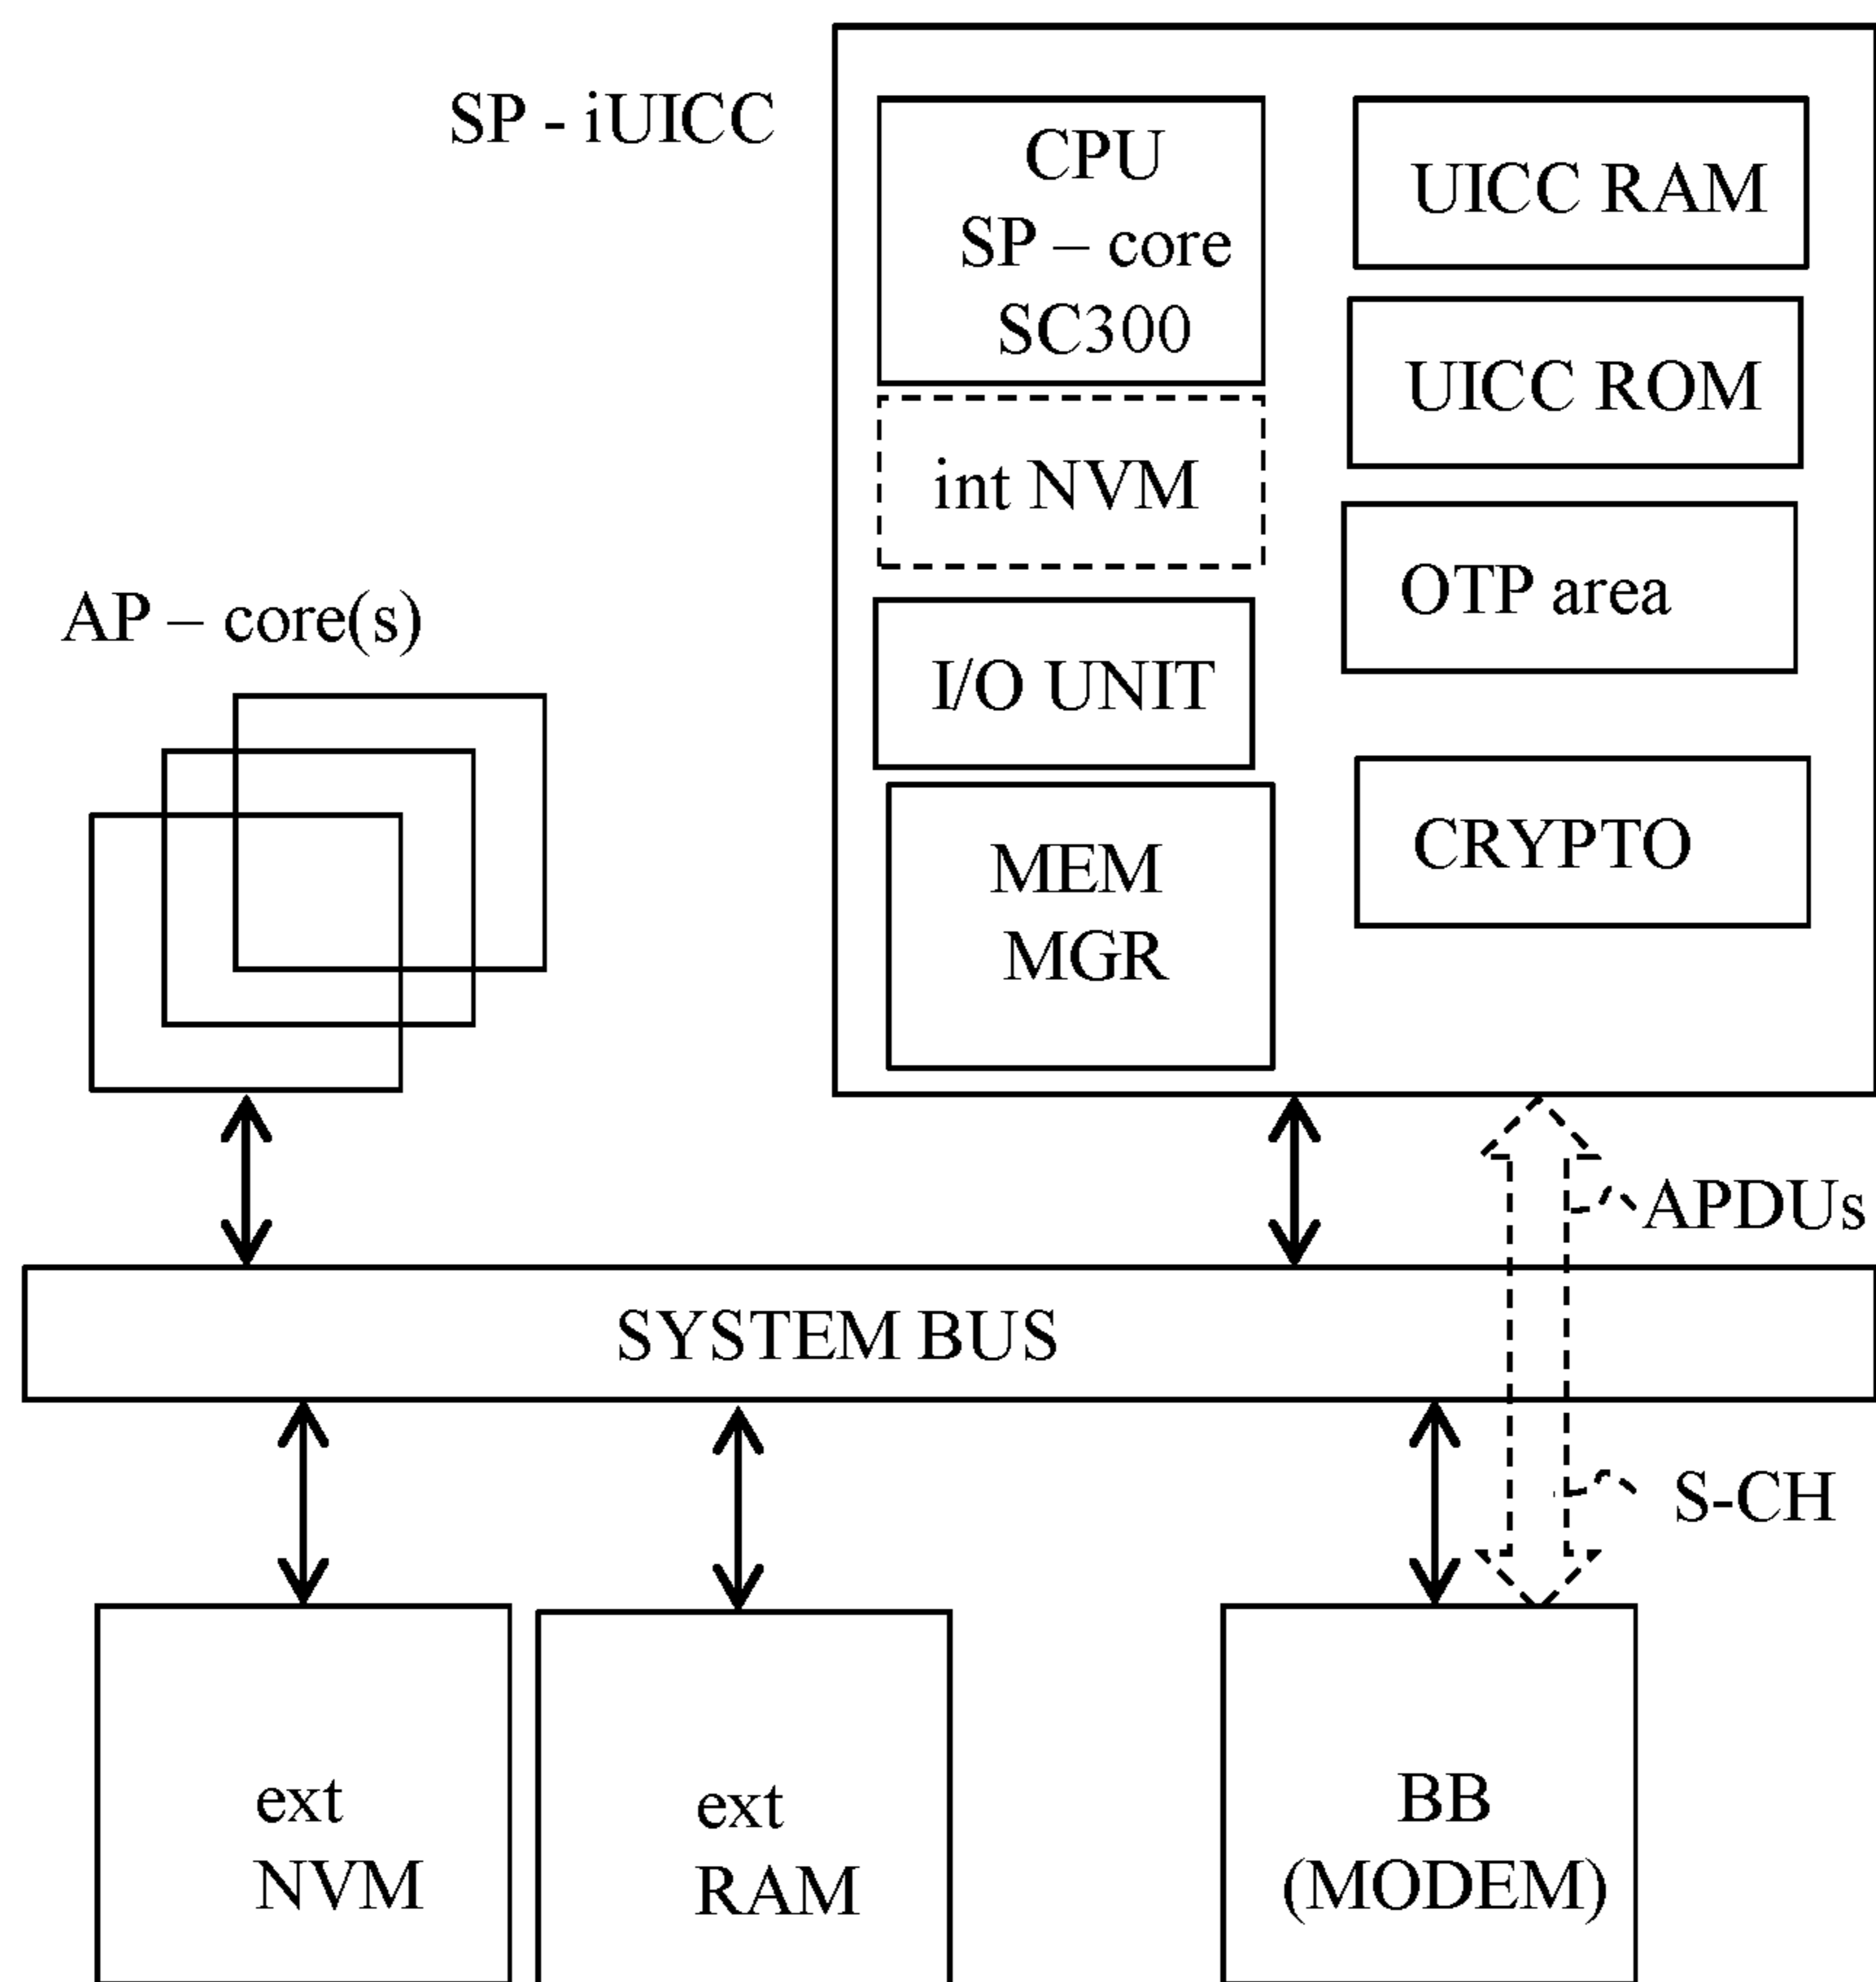 SP - iUICC
CPU
SP – core
SC300
UICC RAM
UICC ROM
int NVM
OTP area
AP – core(s)
I/O UNIT
CRYPTO
MEM
MGR
APDUs
SYSTEM BUS
S-CH
ext
NVM
ext
RAM
BB
(MODEM)